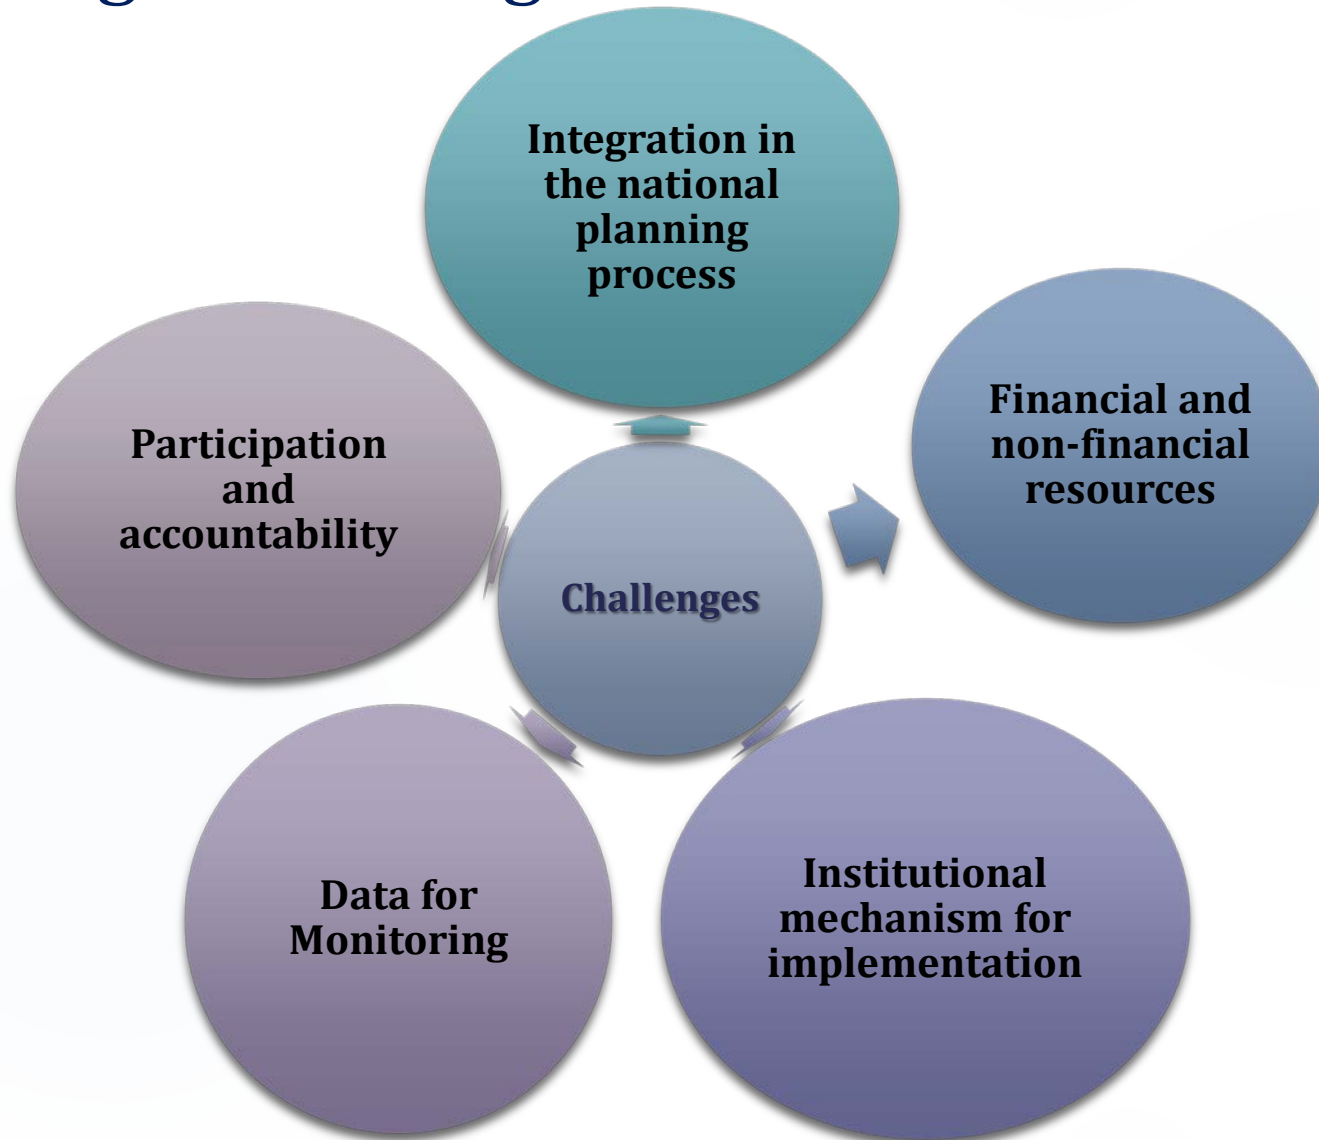 Integration in
the national
planning
process
Financial and
non-financial
resources
Institutional
mechanism for
implementation
Data for
Monitoring
Participation
and
accountability
Challenges